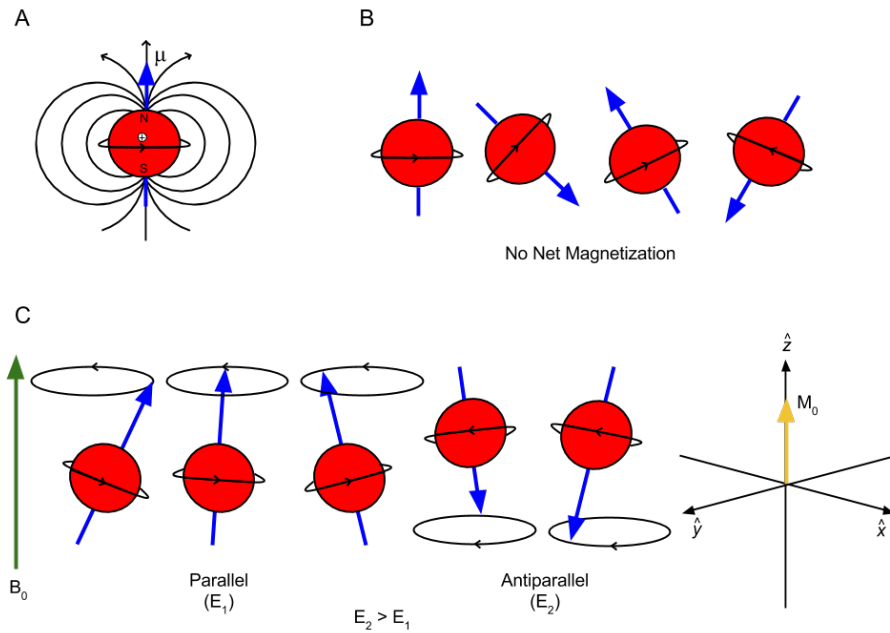 A
μ
N
S
B
No Net Magnetization
C
B₀
Parallel
(E₁)
E₂ > E₁
Antiparallel
(E₂)
ẑ
M₀
ŷ
x̂